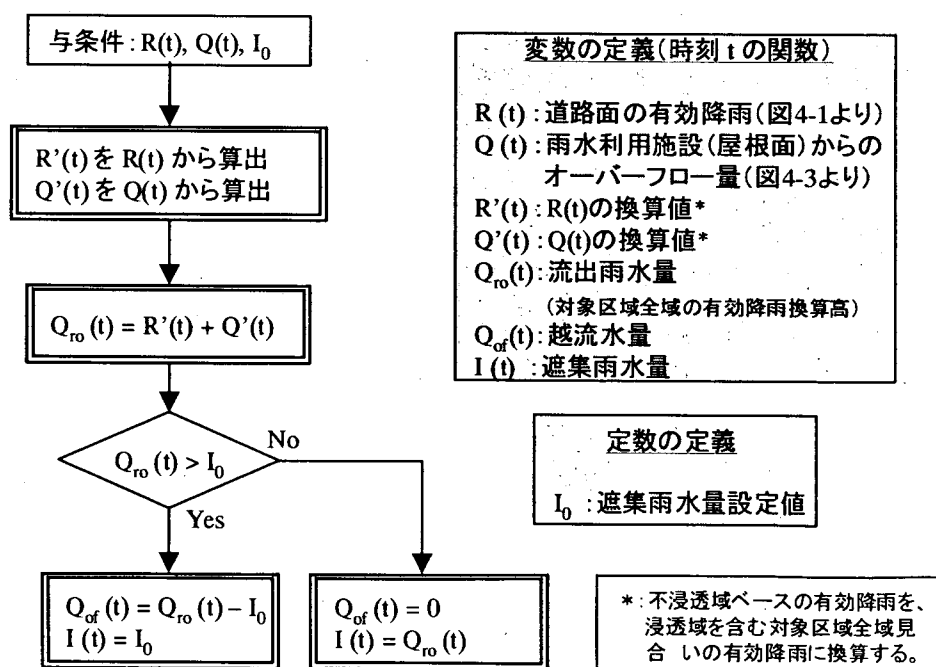 与条件:R(t), Q(t), I₀
R'(t)を R(t) から算出
Q'(t)を Q(t) から算出
Qro (t) = R'(t) + Q'(t)
Qro (t) > I₀
No
Yes
Qof (t) = Qro (t) − I₀
I (t) = I₀
Qof (t) = 0
I (t) = Qro (t)
変数の定義(時刻 t の関数)
R (t) : 道路面の有効降雨(図4-1より)
Q (t) : 雨水利用施設(屋根面)からの
オーバーフロー量(図4-3より)
R'(t) : R(t)の換算値*
Q'(t) : Q(t)の換算値*
Qro(t) : 流出雨水量
(対象区域全域の有効降雨換算高)
Qof(t) : 越流水量
I (t) : 遮集雨水量
定数の定義
I₀ : 遮集雨水量設定値
* : 不浸透域ベースの有効降雨を、
浸透域を含む対象区域全域見
合 いの有効降雨に換算する。